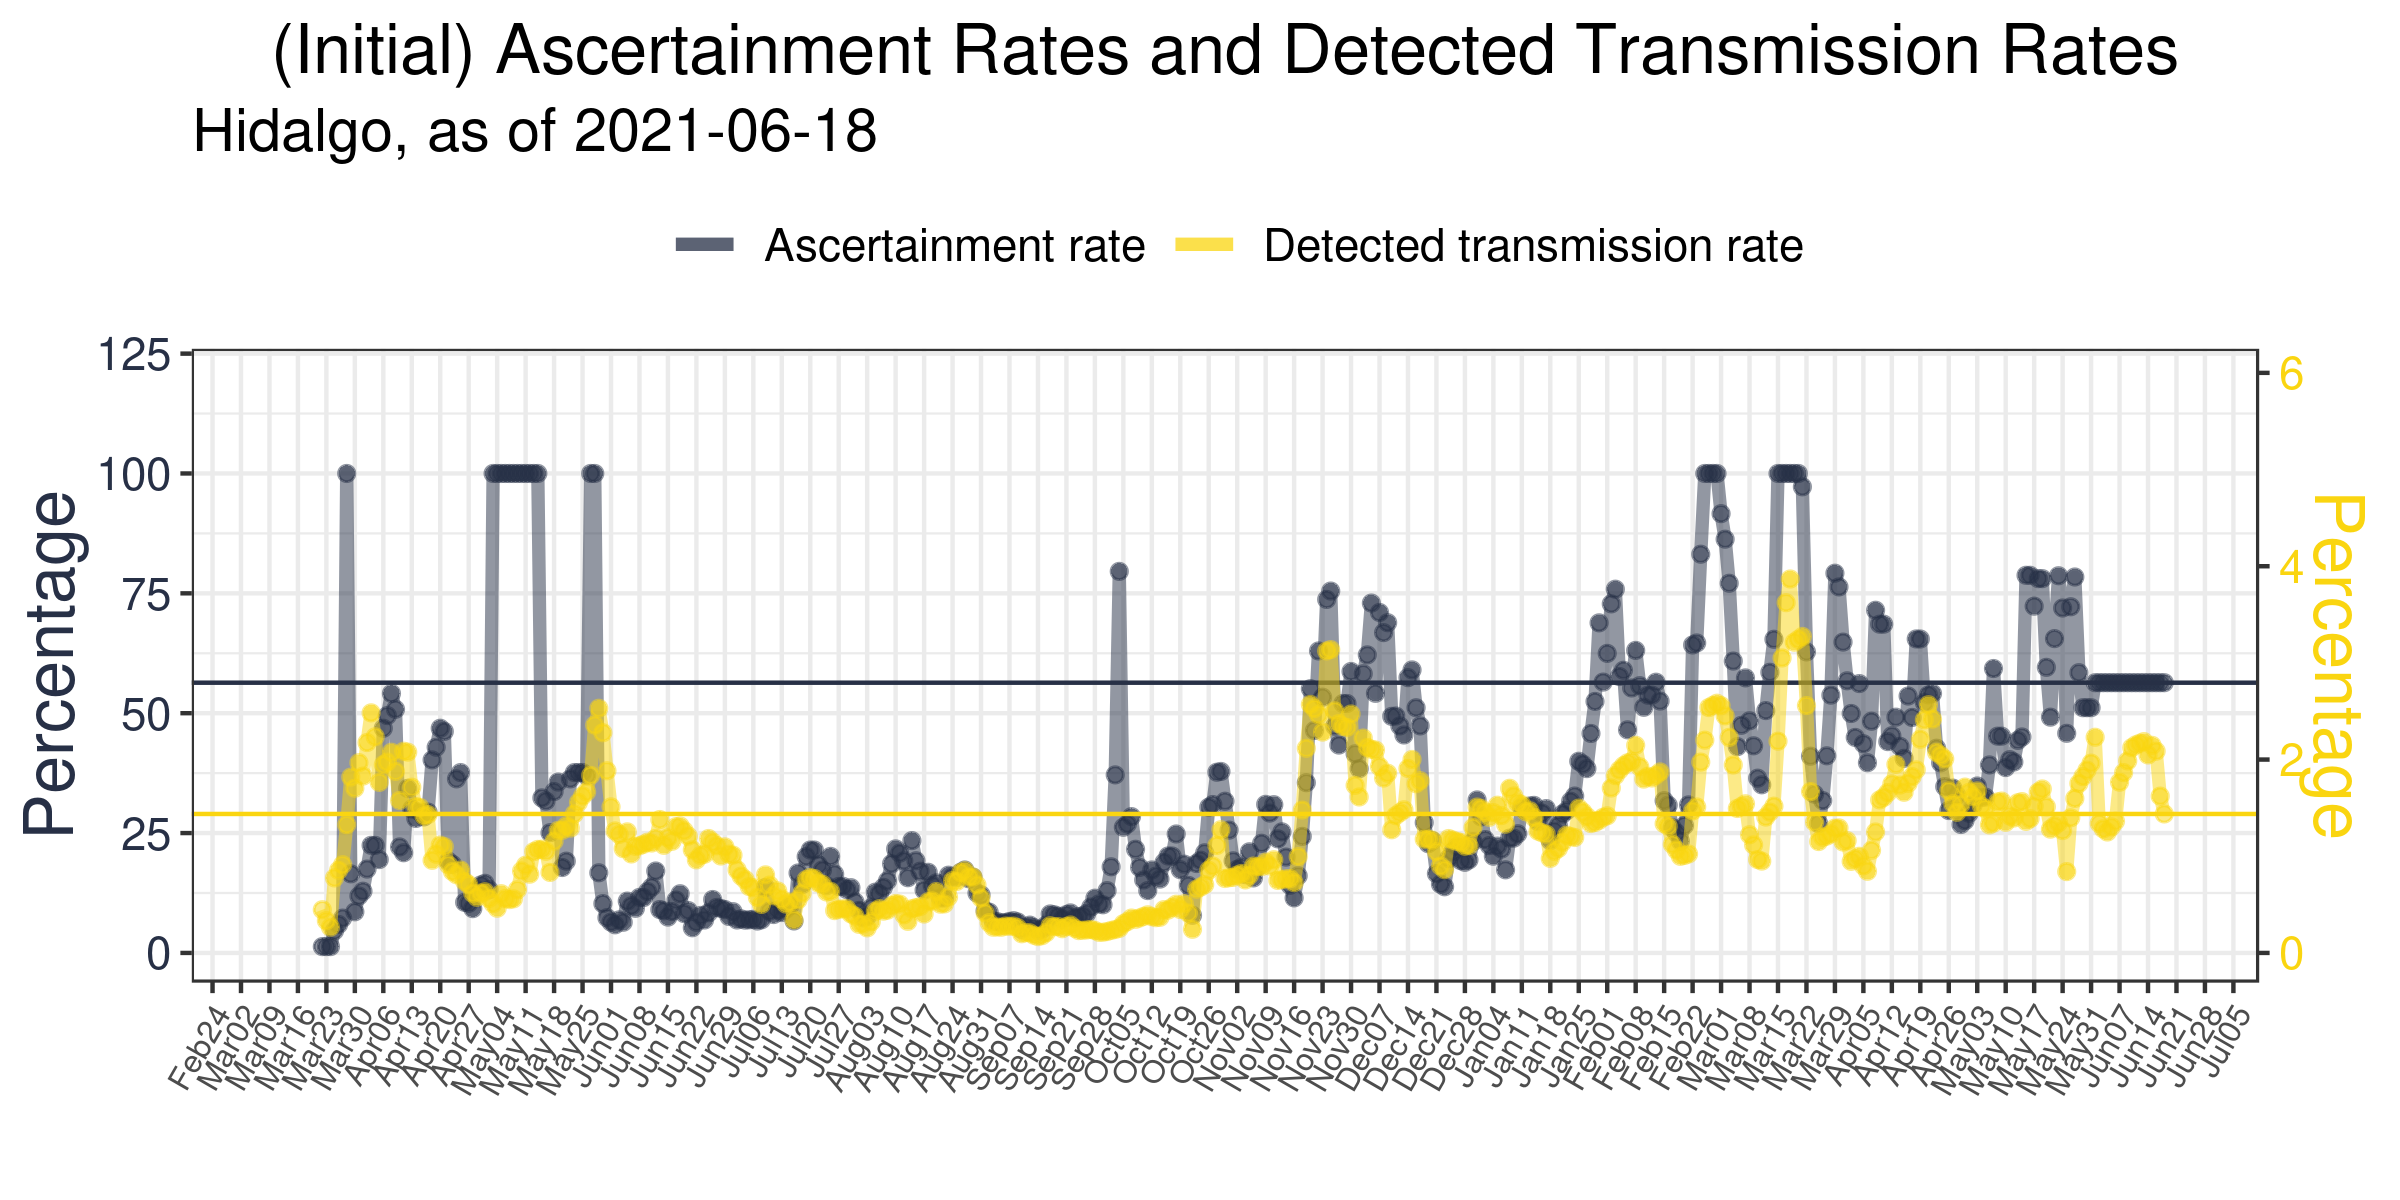 (Initial) Ascertainment Rates and Detected Transmission Rates
Hidalgo, as of 2021-06-18
Ascertainment rate Detected transmission rate
Percentage
125
100
75
50
25
0
6
4
2
0
Percentage
Feb24 Mar02 Mar09 Mar16 Mar23 Mar30 Apr06 Apr13 Apr20 Apr27 May04 May11 May18 May25 Jun01 Jun08 Jun15 Jun22 Jun29 Jul06 Jul13 Jul20 Jul27 Aug03 Aug10 Aug17 Aug24 Aug31 Sep07 Sep14 Sep21 Sep28 Oct05 Oct12 Oct19 Oct26 Nov02 Nov09 Nov16 Nov23 Nov30 Dec07 Dec14 Dec21 Dec28 Jan04 Jan11 Jan18 Jan25 Feb01 Feb08 Feb15 Feb22 Mar01 Mar08 Mar15 Mar22 Mar29 Apr05 Apr12 Apr19 Apr26 May03 May10 May17 May24 May31 Jun07 Jun14 Jun21 Jun28 Jul05